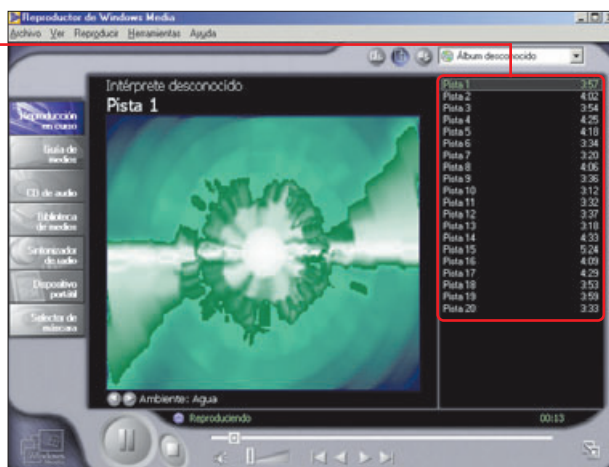 Reproductor de Windows Media
Archivo Ver Reproducir Herramientas Ayuda
Álbum desconocido
Intérprete desconocido
Pista 1
Reproducción en curso
Guía de medios
CD de audio
Biblioteca de medios
Sintonizador de radio
Dispositivo portátil
Selector de máscara
Pista 1 3:57
Pista 2 4:02
Pista 3 3:54
Pista 4 4:25
Pista 5 4:18
Pista 6 3:34
Pista 7 3:20
Pista 8 4:06
Pista 9 3:36
Pista 10 3:12
Pista 11 3:32
Pista 12 3:37
Pista 13 3:18
Pista 14 4:33
Pista 15 5:24
Pista 16 4:09
Pista 17 4:29
Pista 18 3:53
Pista 19 3:59
Pista 20 3:33
Ambiente: Agua
Reproduciendo 00:13
Windows